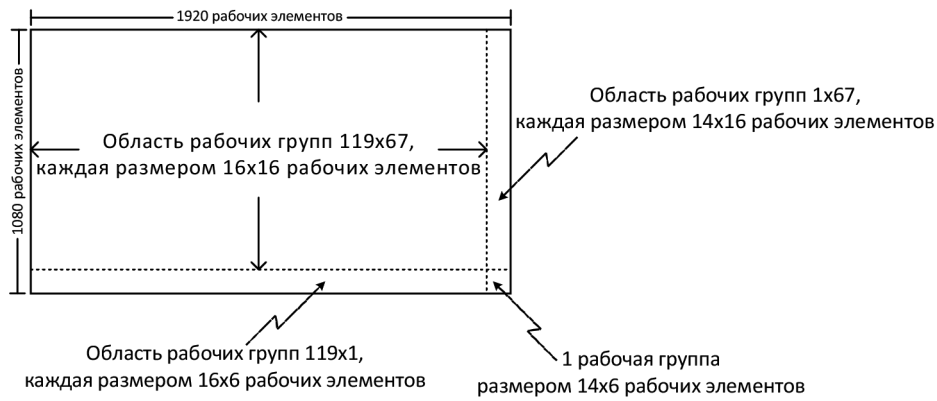 1920 рабочих элементов
1080 рабочих элементов
Область рабочих групп 119x67,
каждая размером 16x16 рабочих элементов
Область рабочих групп 1x67,
каждая размером 14x16 рабочих элементов
Область рабочих групп 119x1,
каждая размером 16x6 рабочих элементов
1 рабочая группа
размером 14x6 рабочих элементов